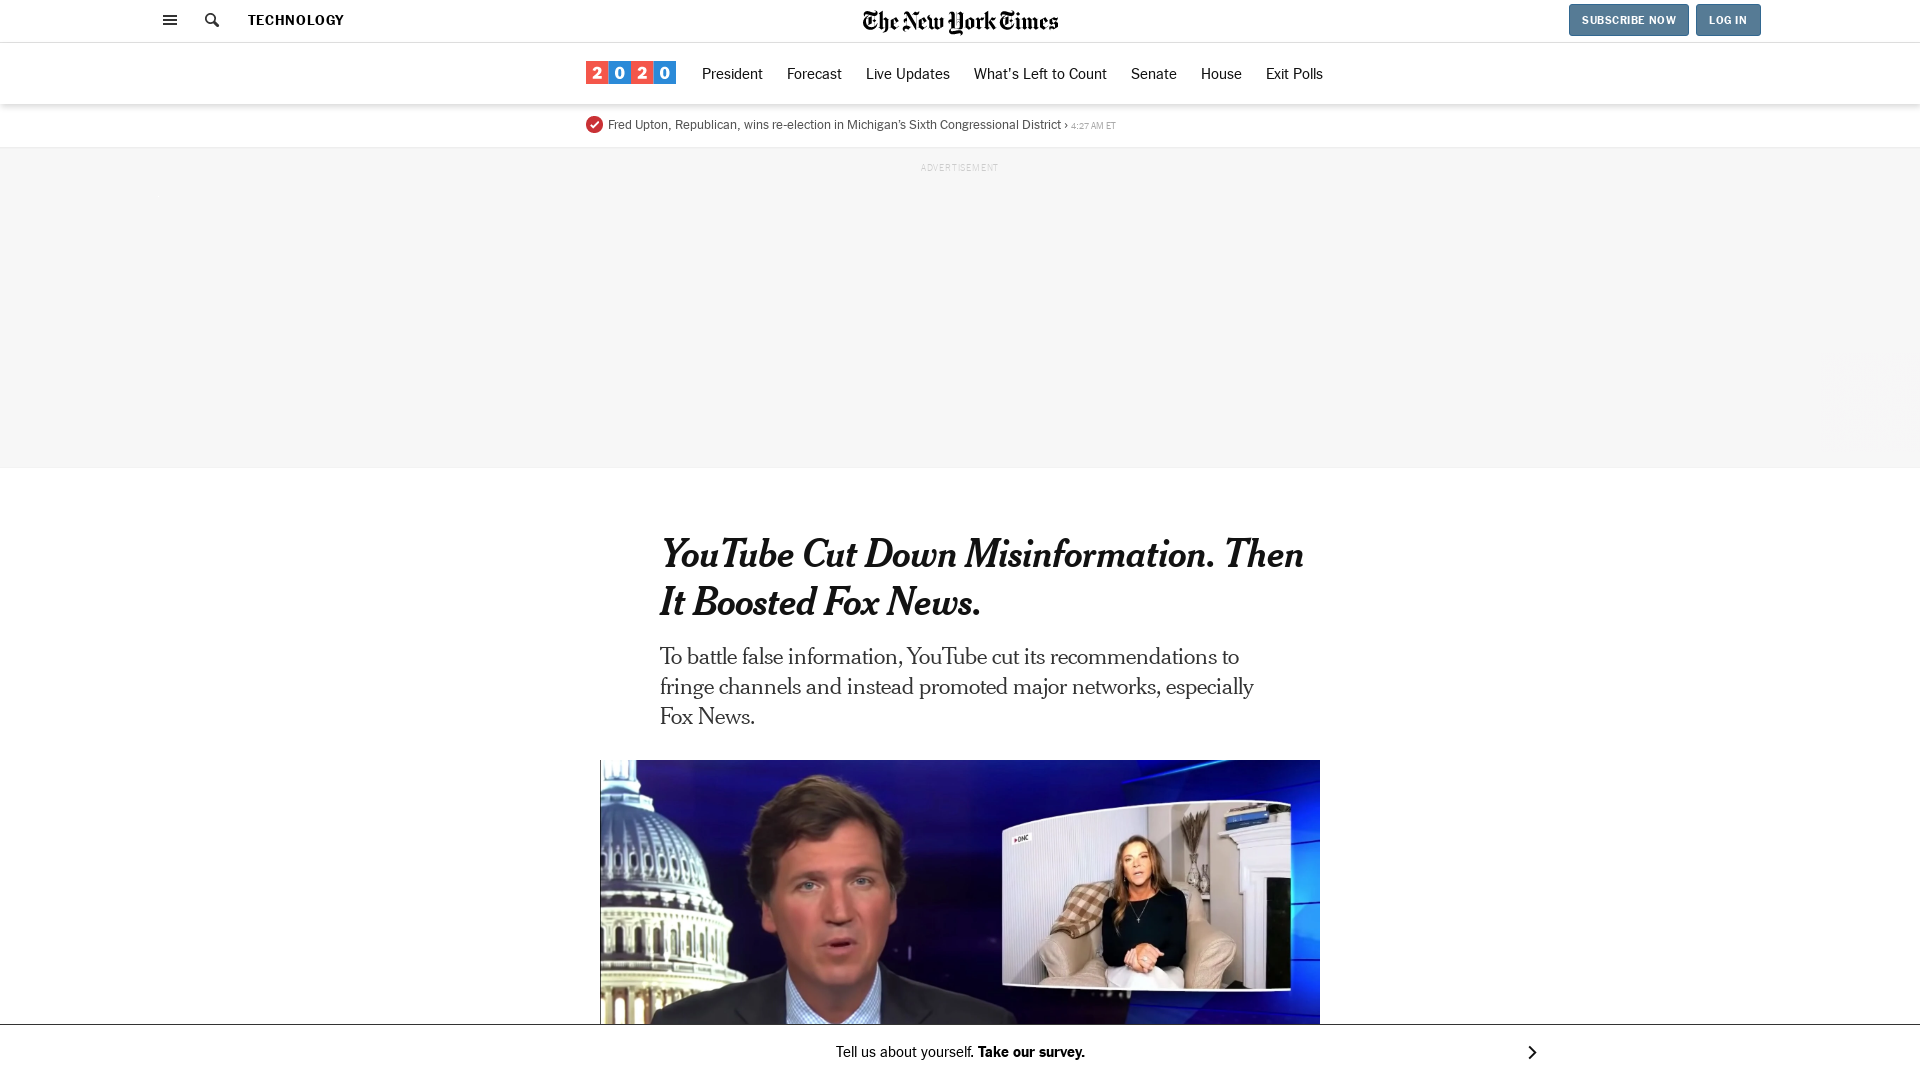 TECHNOLOGY
The New York Times
SUBSCRIBE NOW
LOG IN
2020
President
Forecast
Live Updates
What's Left to Count
Senate
House
Exit Polls
Fred Upton, Republican, wins re-election in Michigan’s Sixth Congressional District › 4:27 AM ET
ADVERTISEMENT
YouTube Cut Down Misinformation. Then
It Boosted Fox News.
To battle false information, YouTube cut its recommendations to
fringe channels and instead promoted major networks, especially
Fox News.
DNC
Tell us about yourself. Take our survey.